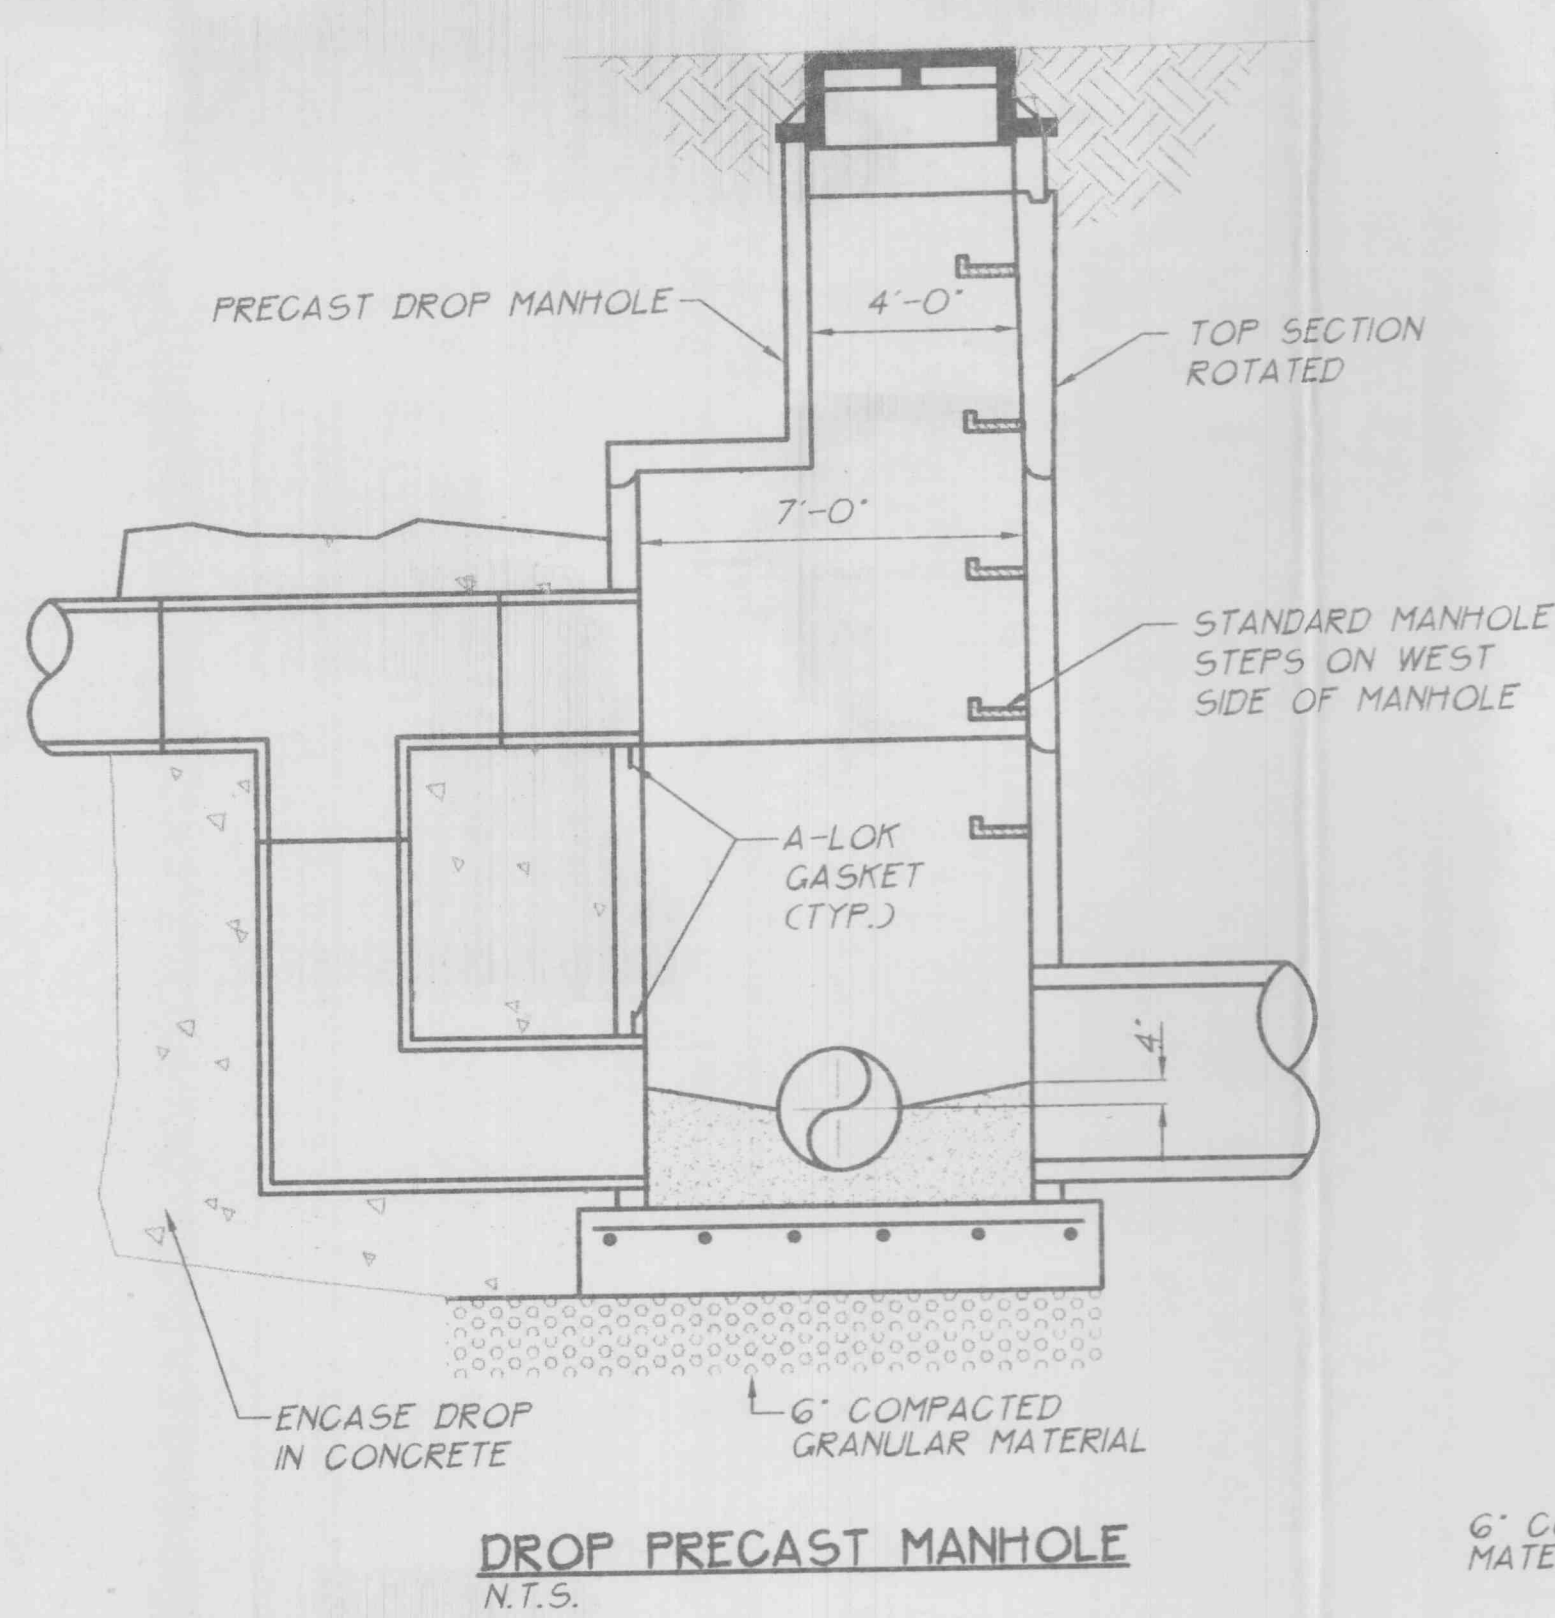 PRECAST DROP MANHOLE
4'-0"
TOP SECTION
ROTATED
7'-0"
STANDARD MANHOLE
STEPS ON WEST
SIDE OF MANHOLE
A-LOK
GASKET
(TYP.)
4"
ENCASE DROP
IN CONCRETE
6" COMPACTED
GRANULAR MATERIAL
DROP PRECAST MANHOLE
N.T.S.
6"